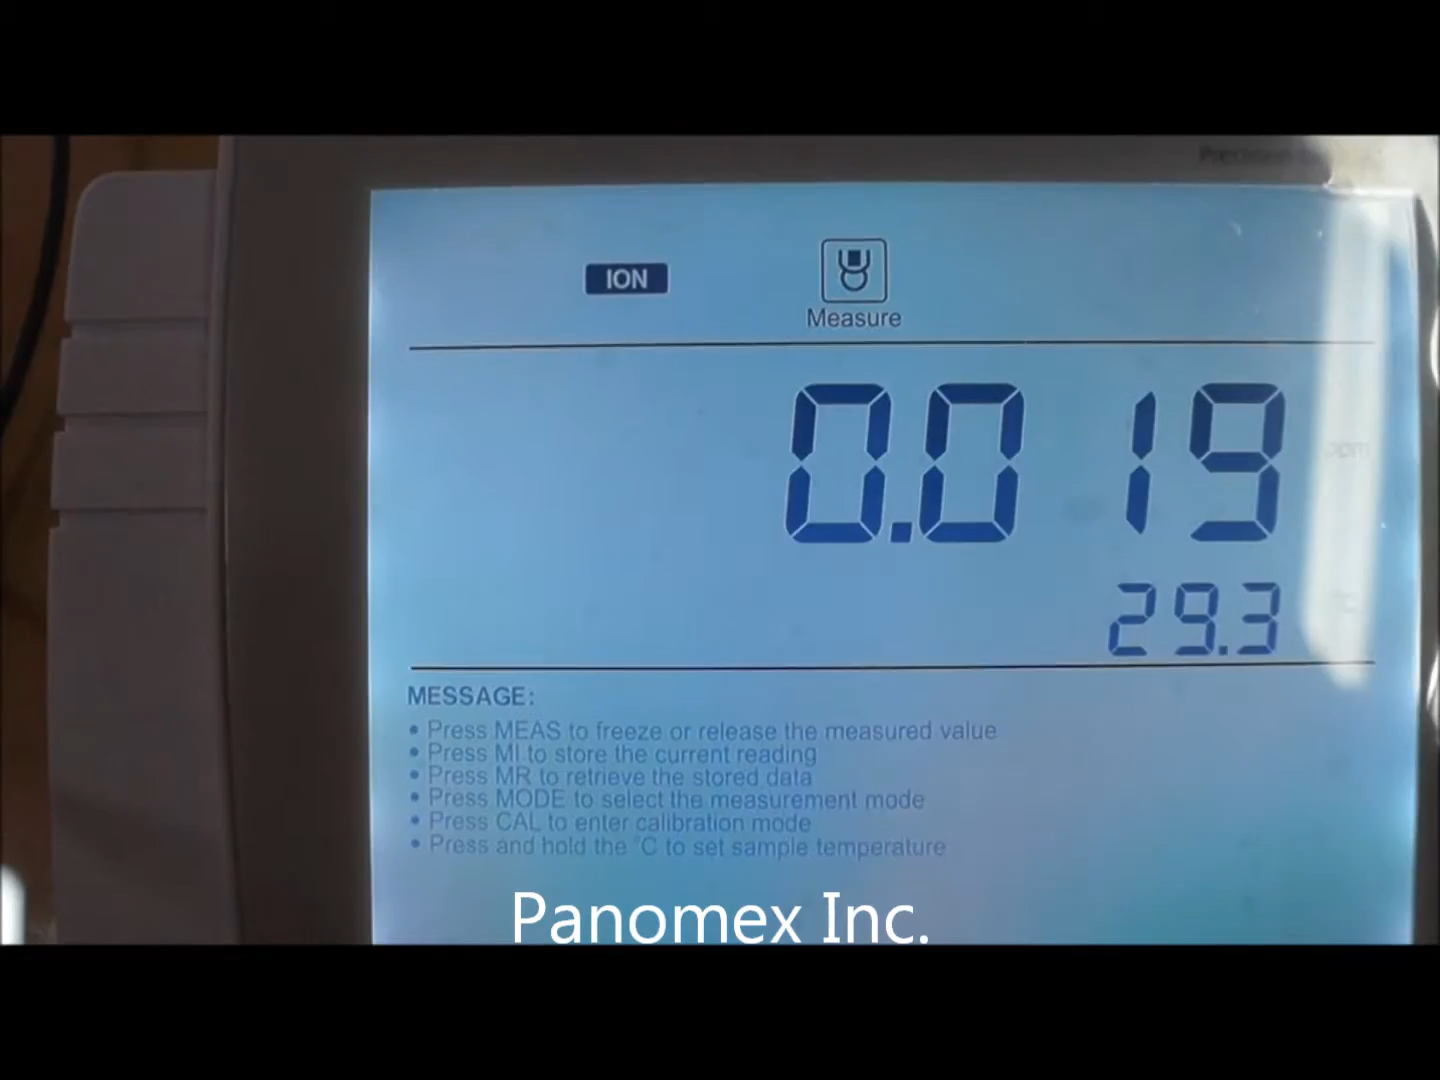 ION
Measure
0.019 ppm
29.3 °C
MESSAGE:
• Press MEAS to freeze or release the measured value
• Press MI to store the current reading
• Press MR to retrieve the stored data
• Press MODE to select the measurement mode
• Press CAL to enter calibration mode
• Press and hold the °C to set sample temperature
Panomex Inc.